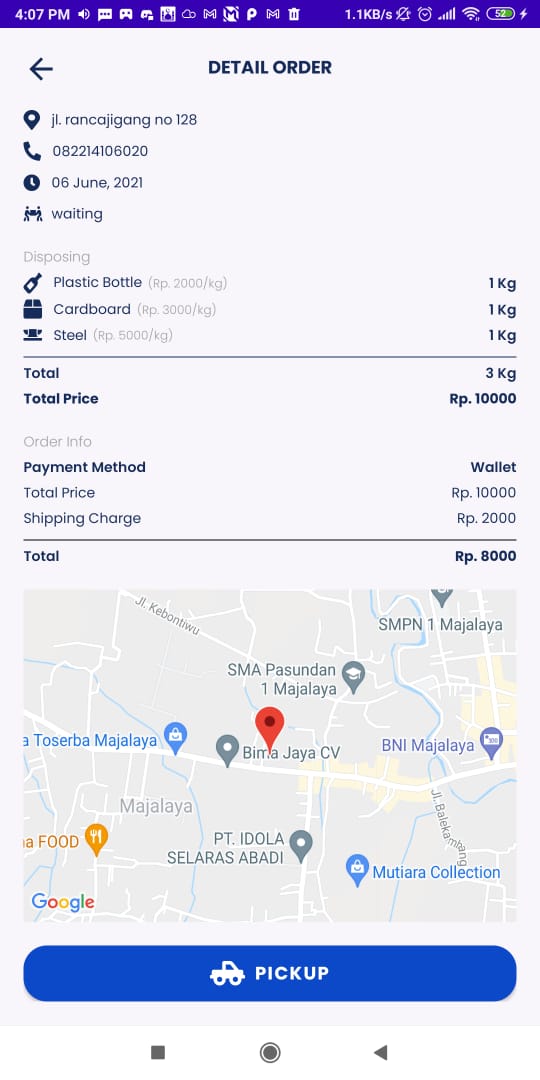 4:07 PM
1.1KB/s
52
DETAIL ORDER
jl. rancajigang no 128
082214106020
06 June, 2021
waiting
Disposing
Plastic Bottle (Rp. 2000/kg) 1 Kg
Cardboard (Rp. 3000/kg) 1 Kg
Steel (Rp. 5000/kg) 1 Kg
Total 3 Kg
Total Price Rp. 10000
Order Info
Payment Method Wallet
Total Price Rp. 10000
Shipping Charge Rp. 2000
Total Rp. 8000
Jl. Kebontiwu
SMPN 1 Majalaya
SMA Pasundan
1 Majalaya
a Toserba Majalaya
Bima Jaya CV
BNI Majalaya
Majalaya
Jl. Balekambang
a FOOD
PT. IDOLA
SELARAS ABADI
Mutiara Collection
Google
PICKUP